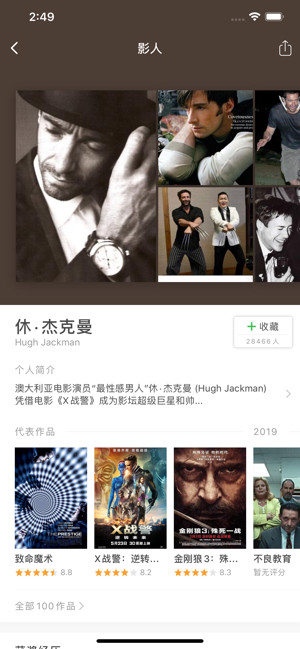 2:49
影人
休·杰克曼
Hugh Jackman
+ 收藏
28466人
个人简介
澳大利亚电影演员“最性感男人”休·杰克曼 (Hugh Jackman)
凭借电影《X战警》成为影坛超级巨星和帅...
代表作品
2019
THE PRESTIGE
X战警
逆转未来
金刚狼3：殊死一战
致命魔术
X战警：逆转...
金刚狼3：殊...
不良教育
8.8
8.2
8.3
暂无评分
全部100作品